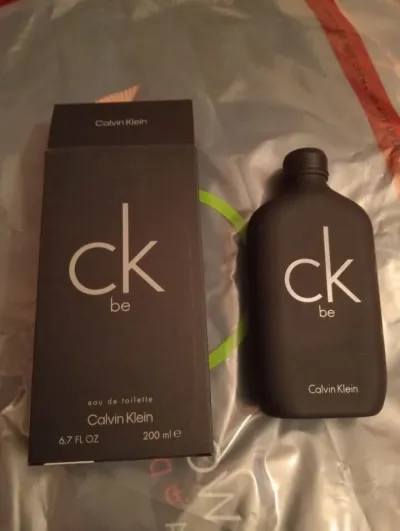 Calvin Klein
ck
be
eau de toilette
Calvin Klein
6.7 FL OZ 200 ml ℮
ck
be
Calvin Klein